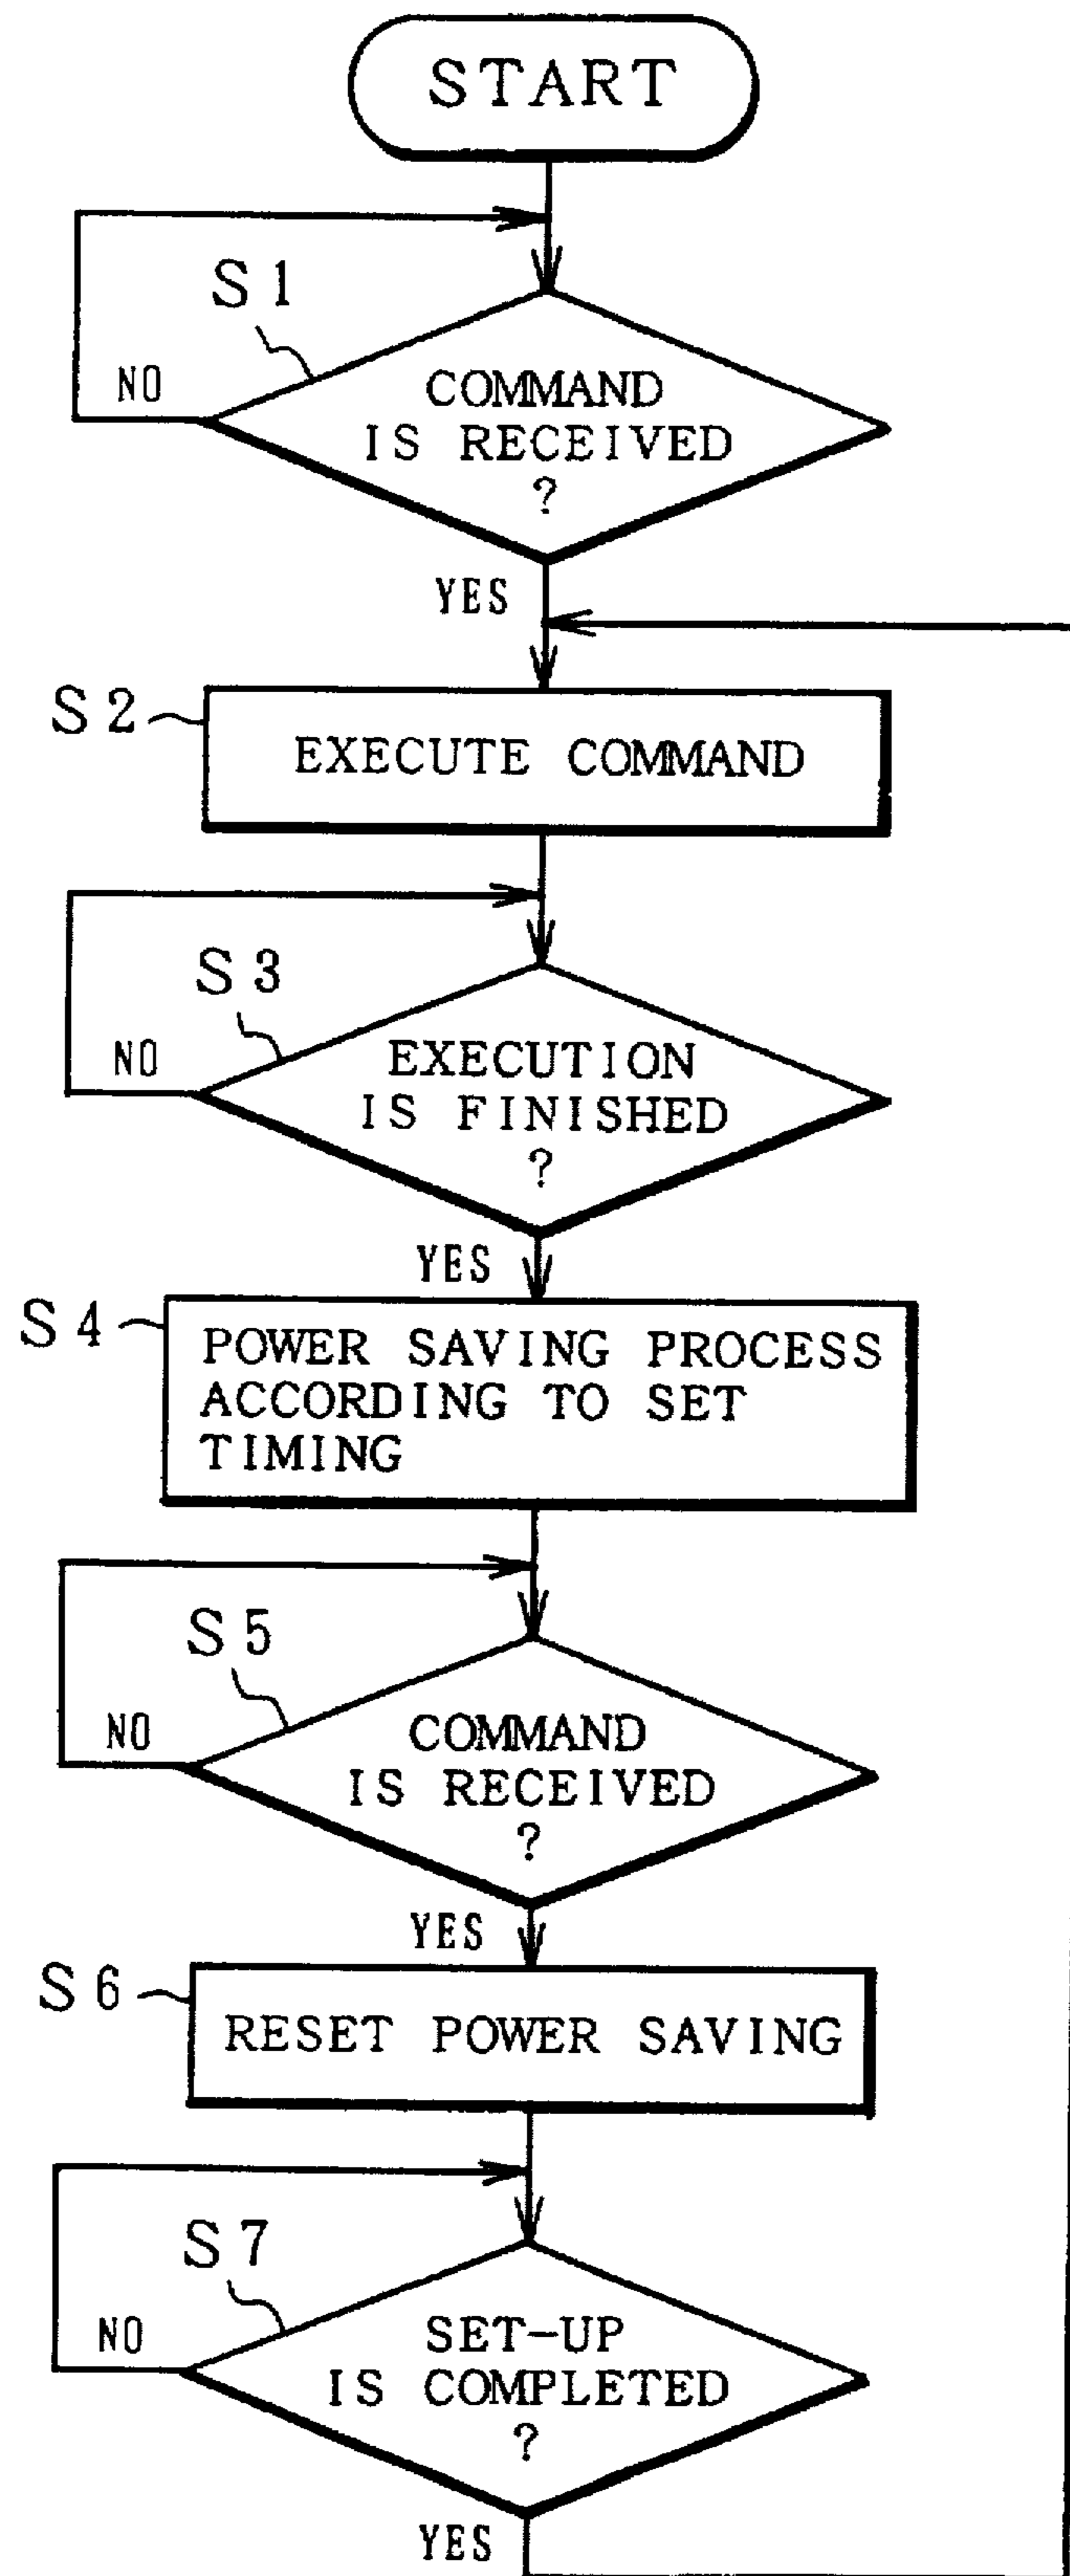 START
S1
NO
COMMAND
IS RECEIVED
?
YES
S2
EXECUTE COMMAND
S3
NO
EXECUTION
IS FINISHED
?
YES
S4
POWER SAVING PROCESS
ACCORDING TO SET
TIMING
S5
NO
COMMAND
IS RECEIVED
?
YES
S6
RESET POWER SAVING
S7
NO
SET-UP
IS COMPLETED
?
YES